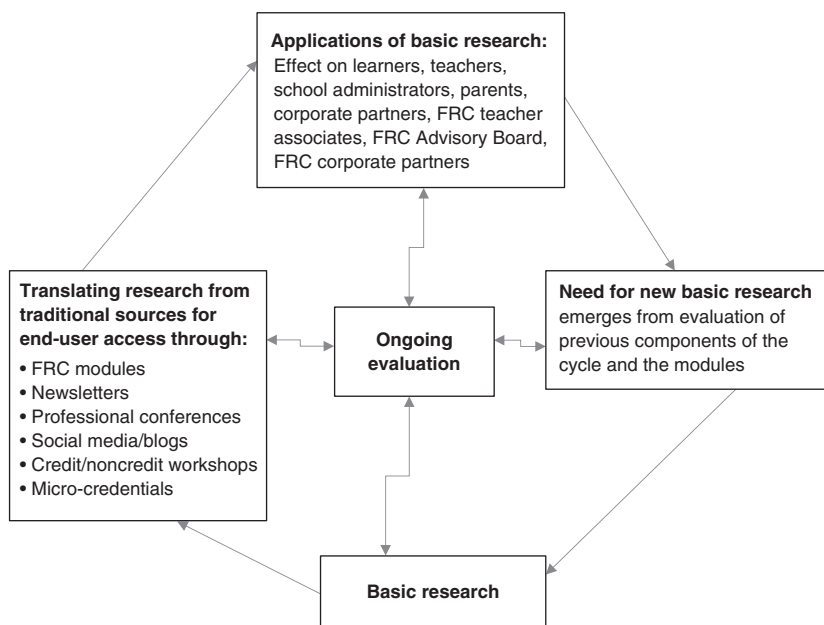 Applications of basic research:
Effect on learners, teachers,
school administrators, parents,
corporate partners, FRC teacher
associates, FRC Advisory Board,
FRC corporate partners
Translating research from
traditional sources for
end-user access through:
• FRC modules
• Newsletters
• Professional conferences
• Social media/blogs
• Credit/noncredit workshops
• Micro-credentials
Ongoing
evaluation
Need for new basic research
emerges from evaluation of
previous components of the
cycle and the modules
Basic research